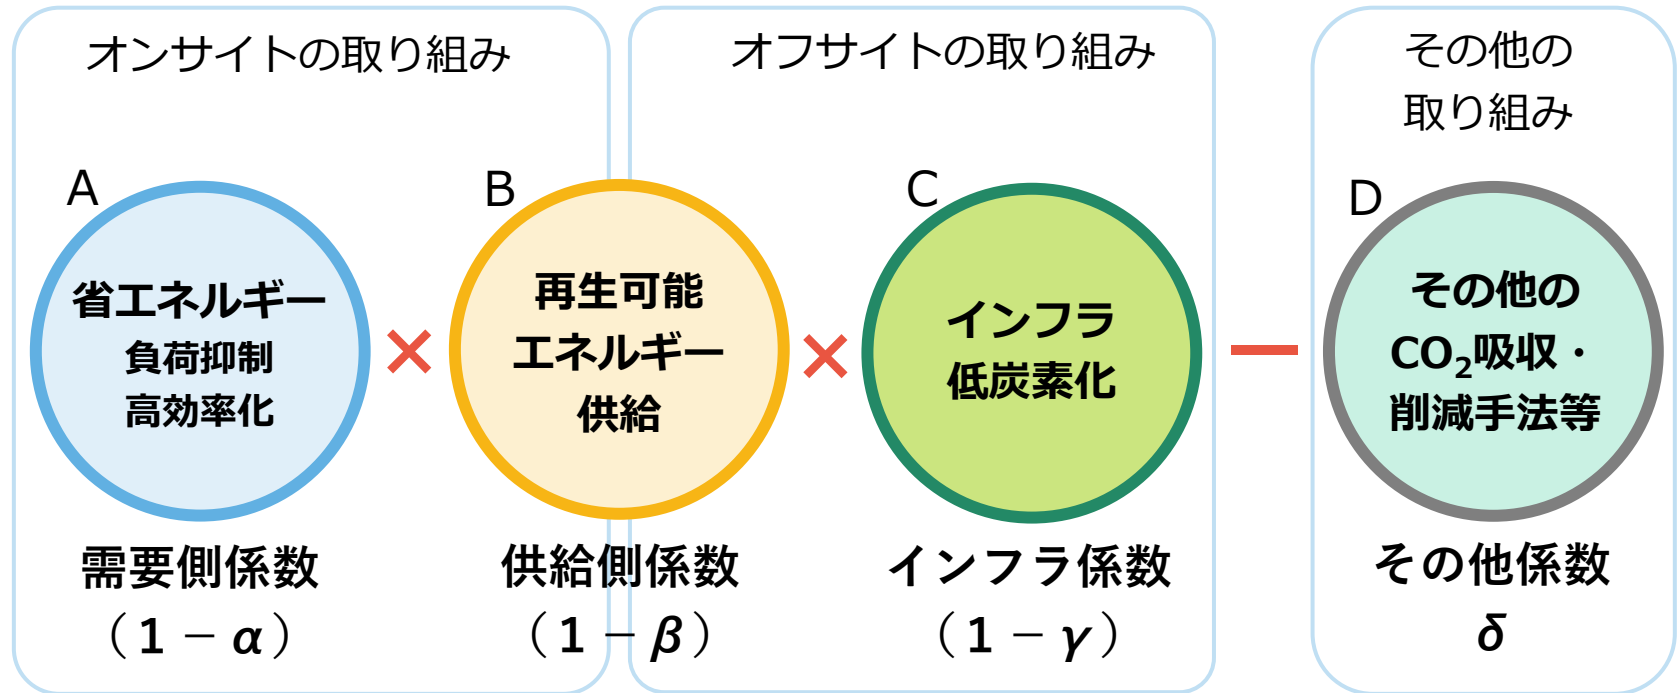 オンサイトの取り組み
オフサイトの取り組み
その他の
取り組み
A
省エネルギー
負荷抑制
高効率化
×
B
再生可能
エネルギー
供給
×
C
インフラ
低炭素化
－
D
その他の
CO₂吸収・
削減手法等
需要側係数
（1－α）
供給側係数
（1－β）
インフラ係数
（1－γ）
その他係数
δ